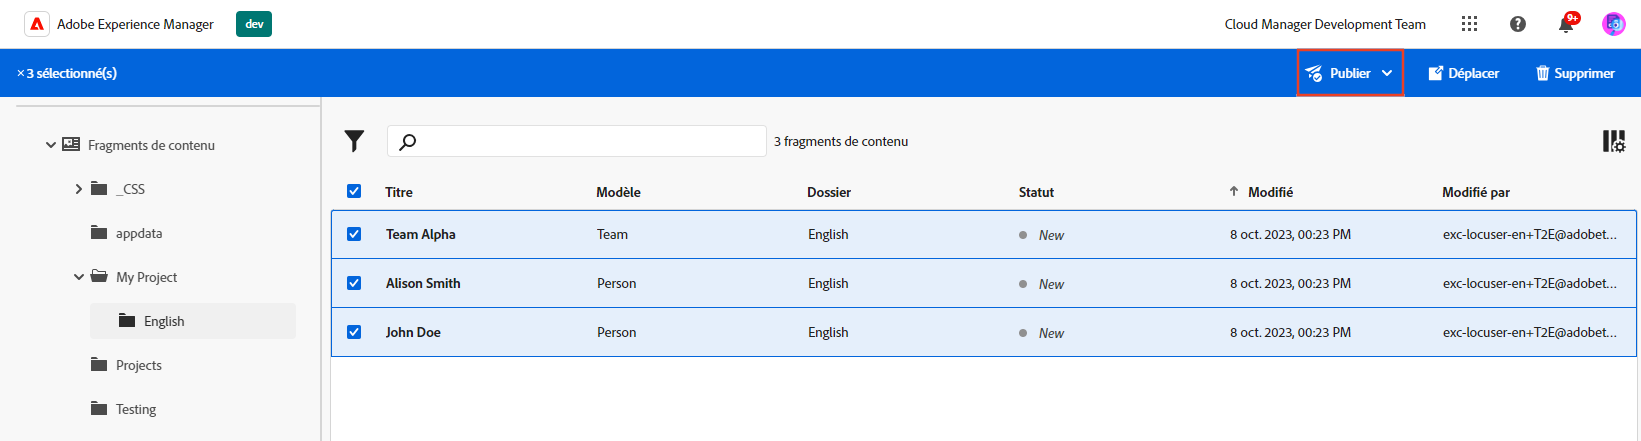 Adobe Experience Manager dev Cloud Manager Development Team 9+
× 3 sélectionné(s) Publier Déplacer Supprimer
Fragments de contenu
_CSS
appdata
My Project
English
Projects
Testing
3 fragments de contenu
Titre Modèle Dossier Statut Modifié Modifié par
Team Alpha Team English New 8 oct. 2023, 00:23 PM exc-locuser-en+T2E@adobet...
Alison Smith Person English New 8 oct. 2023, 00:23 PM exc-locuser-en+T2E@adobet...
John Doe Person English New 8 oct. 2023, 00:23 PM exc-locuser-en+T2E@adobet...